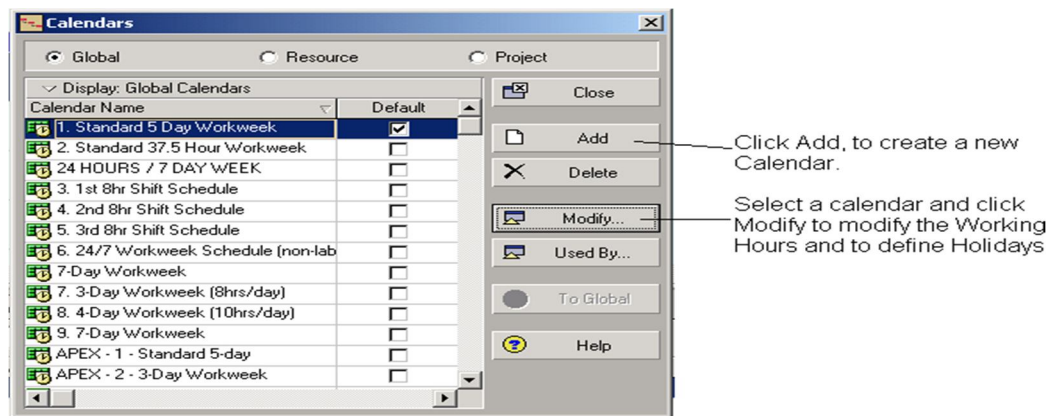 Calendars
Global Resource Project
Display: Global Calendars
Calendar Name Default
1. Standard 5 Day Workweek
2. Standard 37.5 Hour Workweek
24 HOURS / 7 DAY WEEK
3. 1st 8hr Shift Schedule
4. 2nd 8hr Shift Schedule
5. 3rd 8hr Shift Schedule
6. 24/7 Workweek Schedule (non-lab
7-Day Workweek
7. 3-Day Workweek (8hrs/day)
8. 4-Day Workweek (10hrs/day)
9. 7-Day Workweek
APEX - 1 - Standard 5-day
APEX - 2 - 3-Day Workweek
Close
Add
Delete
Modify...
Used By...
To Global
Help
Click Add, to create a new
Calendar.
Select a calendar and click
Modify to modify the Working
Hours and to define Holidays